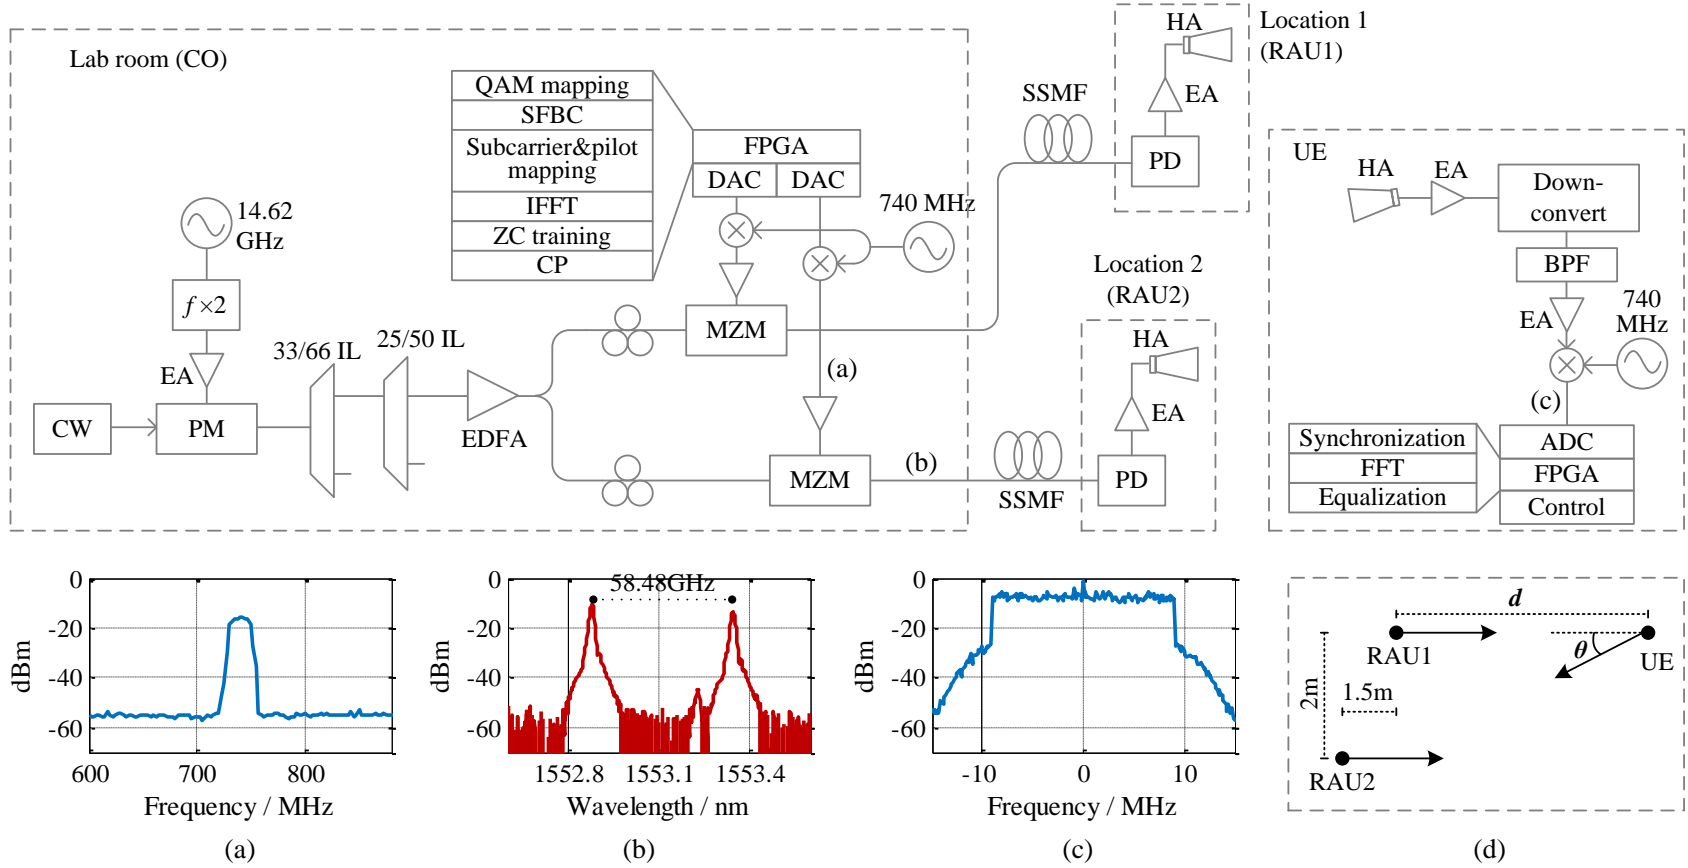 Lab room (CO)
QAM mapping
SFBC
Subcarrier&pilot
mapping
IFFT
ZC training
CP
FPGA
DAC
DAC
740 MHz
14.62
GHz
f×2
EA
33/66 IL
25/50 IL
CW
PM
EDFA
MZM
(a)
MZM
(b)
SSMF
SSMF
HA
EA
PD
Location 1
(RAU1)
Location 2
(RAU2)
HA
EA
PD
UE
HA
EA
Down-
convert
BPF
EA
740
MHz
(c)
Synchronization
FFT
Equalization
ADC
FPGA
Control
0
-20
-40
-60
dBm
600
700
800
Frequency / MHz
(a)
58.48GHz
0
-20
-40
-60
dBm
1552.8
1553.1
1553.4
Wavelength / nm
(b)
0
-20
-40
-60
dBm
-10
0
10
Frequency / MHz
(c)
d
RAU1
θ
UE
2m
1.5m
RAU2
(d)